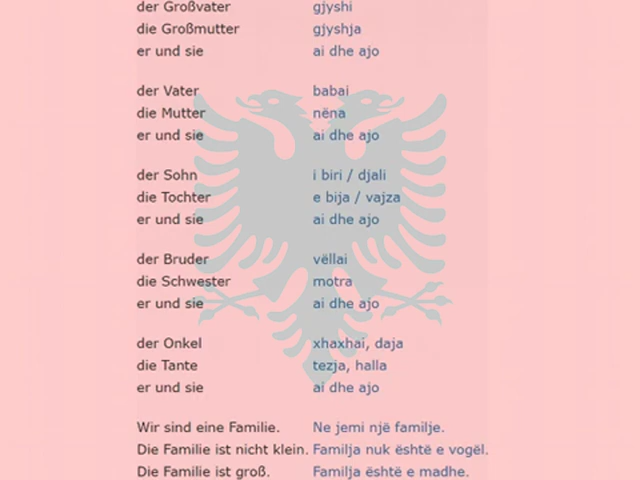 der Großvater gjyshi
die Großmutter gjyshja
er und sie ai dhe ajo
der Vater babai
die Mutter nëna
er und sie ai dhe ajo
der Sohn i biri / djali
die Tochter e bija / vajza
er und sie ai dhe ajo
der Bruder vëllai
die Schwester motra
er und sie ai dhe ajo
der Onkel xhaxhai, daja
die Tante tezja, halla
er und sie ai dhe ajo
Wir sind eine Familie. Ne jemi një familje.
Die Familie ist nicht klein. Familja nuk është e vogël.
Die Familie ist groß. Familja është e madhe.